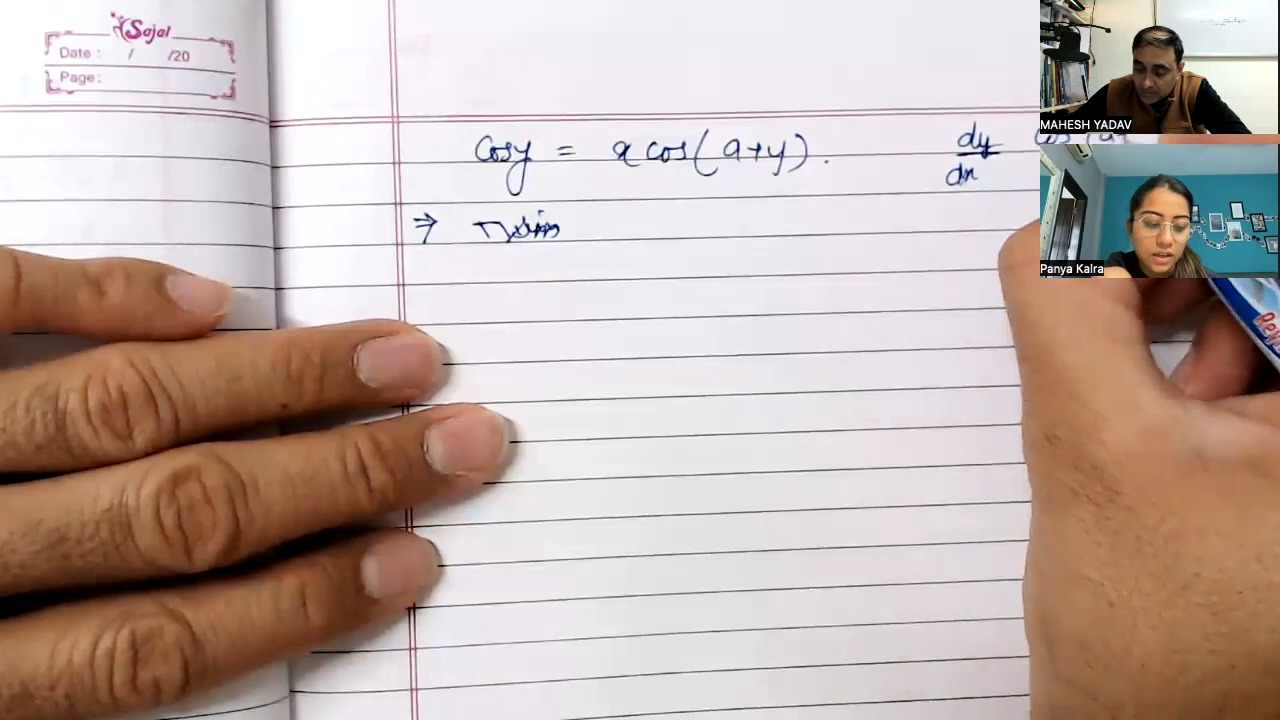 Sajal
Date : / /20
Page :
Cosy = x cos(a+y) .
dy
dx
⇒
MAHESH YADAV
Panya Kalra